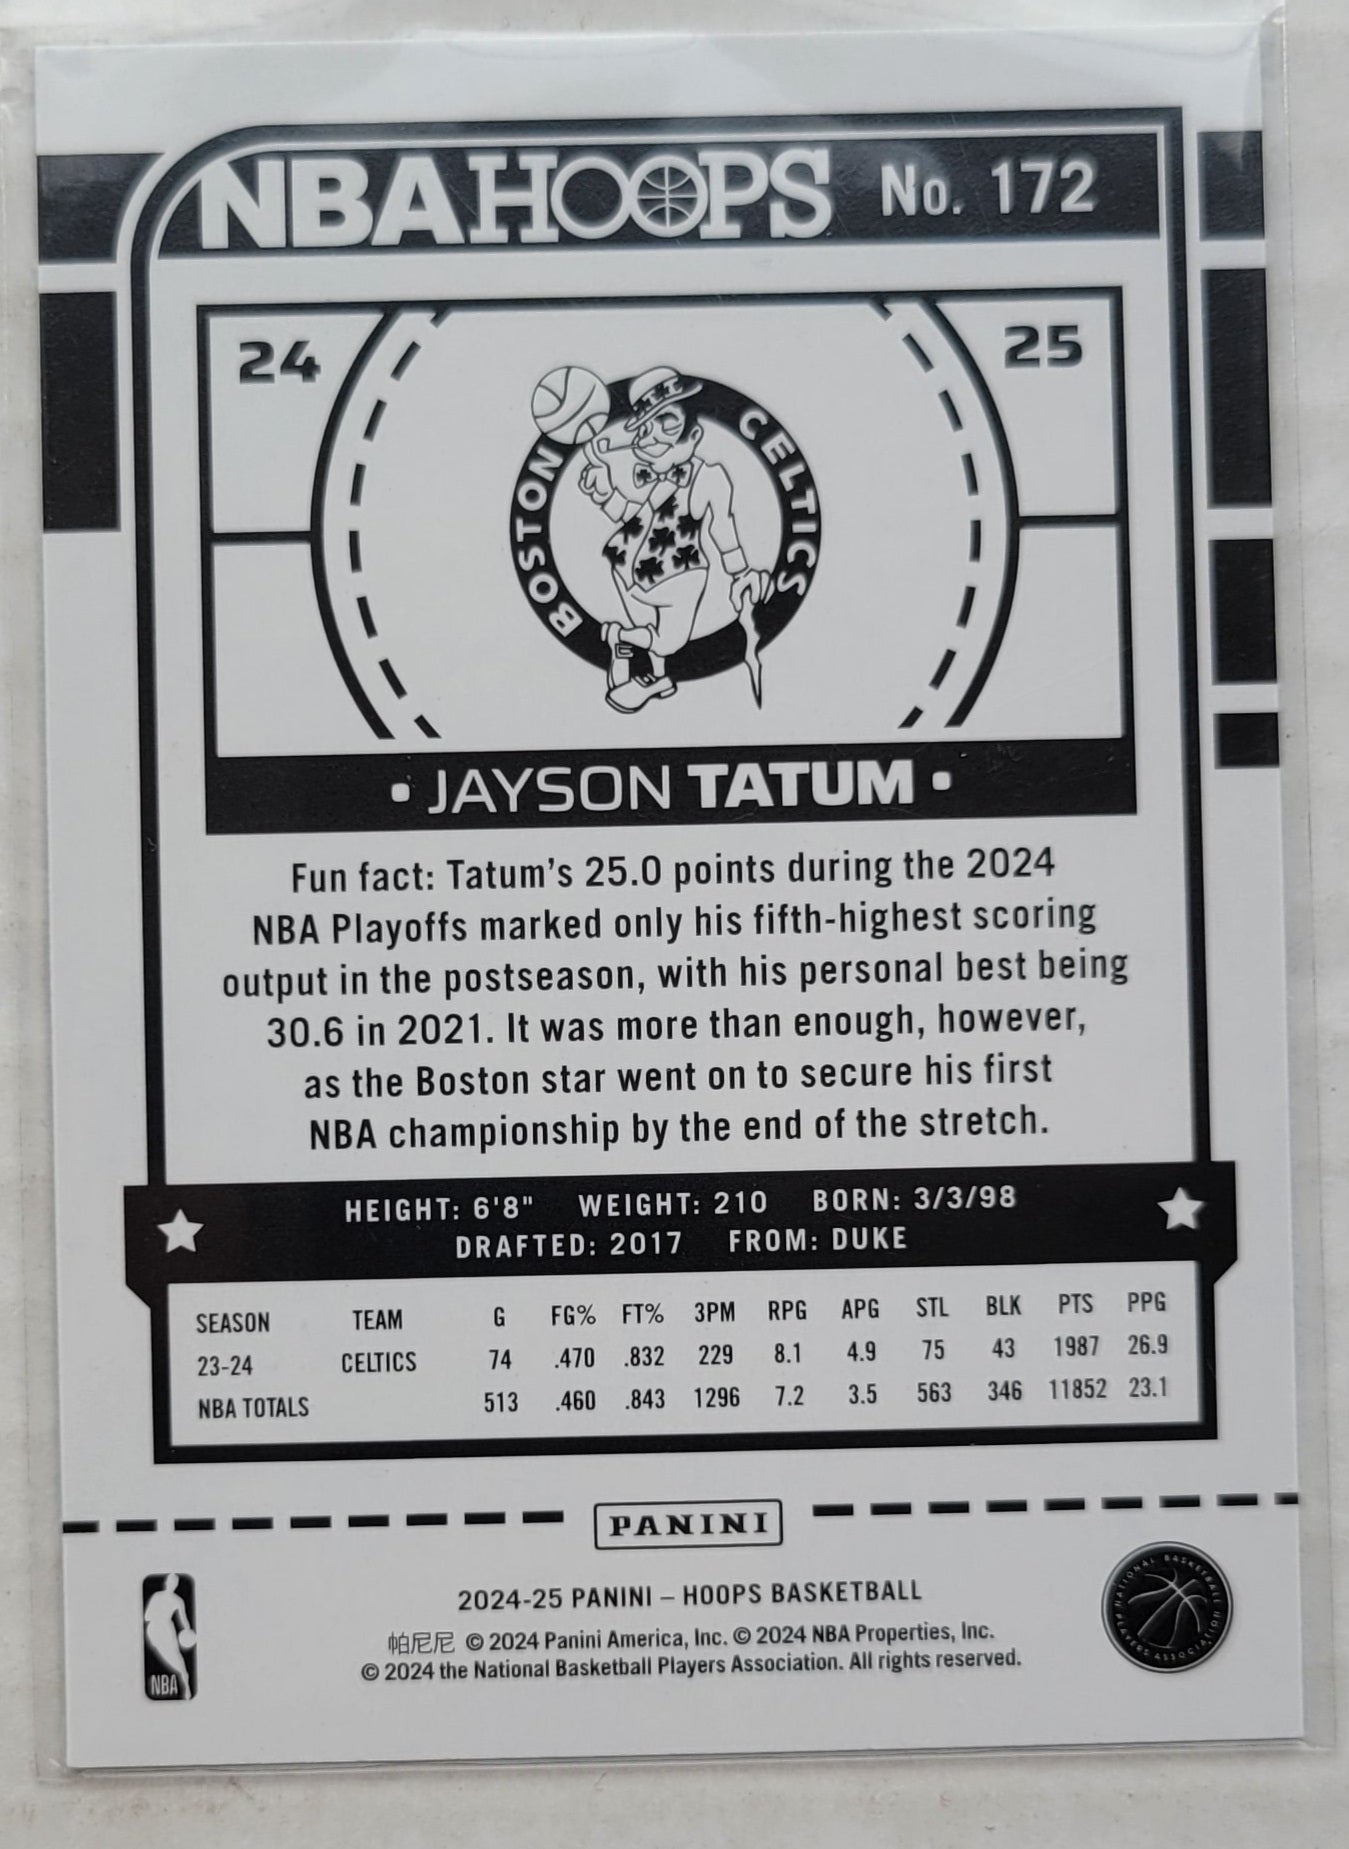 NBA HOOPS No. 172
24 25
BOSTON CELTICS
• JAYSON TATUM •
Fun fact: Tatum's 25.0 points during the 2024
NBA Playoffs marked only his fifth-highest scoring
output in the postseason, with his personal best being
30.6 in 2021. It was more than enough, however,
as the Boston star went on to secure his first
NBA championship by the end of the stretch.
HEIGHT: 6'8" WEIGHT: 210 BORN: 3/3/98
DRAFTED: 2017 FROM: DUKE
SEASON TEAM G FG% FT% 3PM RPG APG STL BLK PTS PPG
23-24 CELTICS 74 .470 .832 229 8.1 4.9 75 43 1987 26.9
NBA TOTALS 513 .460 .843 1296 7.2 3.5 563 346 11852 23.1
PANINI
2024-25 PANINI – HOOPS BASKETBALL
帕尼尼 © 2024 Panini America, Inc. © 2024 NBA Properties, Inc.
© 2024 the National Basketball Players Association. All rights reserved.
NBA
NATIONAL BASKETBALL PLAYERS ASSOCIATION